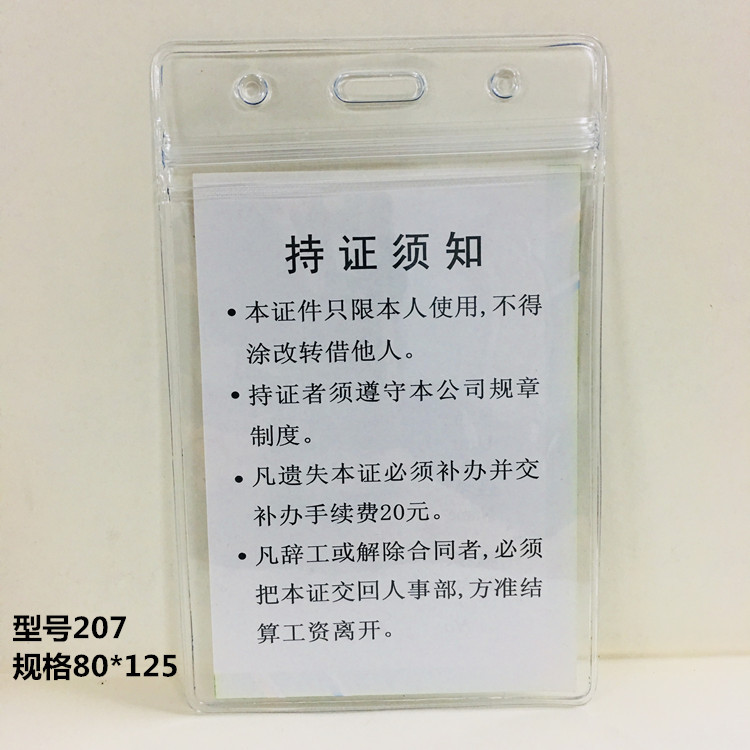 持证须知
• 本证件只限本人使用,不得
涂改转借他人。
• 持证者须遵守本公司规章
制度。
• 凡遗失本证必须补办并交
补办手续费20元。
• 凡辞工或解除合同者,必须
把本证交回人事部,方准结
算工资离开。
型号207
规格80*125